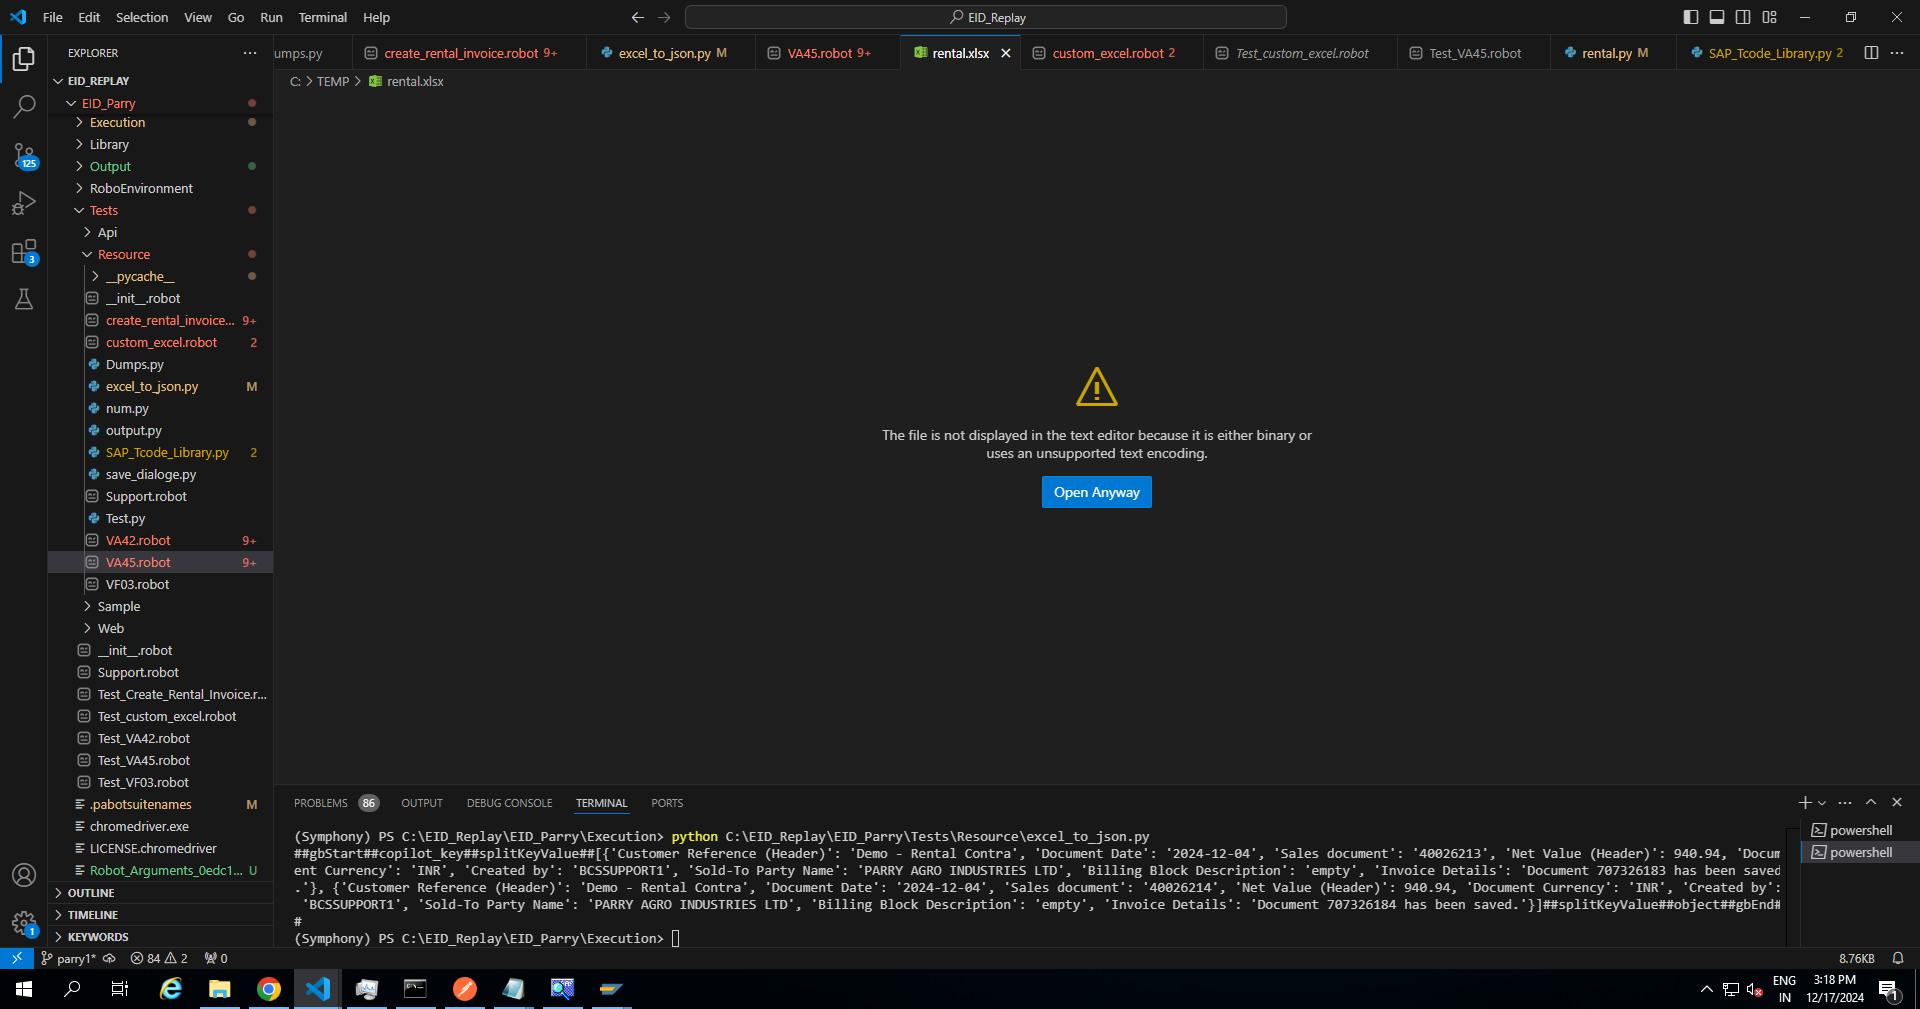 File Edit Selection View Go Run Terminal Help
EID_Replay
EXPLORER
umps.py
create_rental_invoice.robot 9+
excel_to_json.py M
VA45.robot 9+
rental.xlsx
custom_excel.robot 2
Test_custom_excel.robot
Test_VA45.robot
rental.py M
SAP_Tcode_Library.py 2
C: > TEMP > rental.xlsx
EID_REPLAY
EID_Parry
Execution
Library
Output
RoboEnvironment
Tests
Api
Resource
__pycache__
__init__.robot
create_rental_invoice... 9+
custom_excel.robot 2
Dumps.py
excel_to_json.py M
num.py
output.py
SAP_Tcode_Library.py 2
save_dialoge.py
Support.robot
Test.py
VA42.robot 9+
VA45.robot 9+
VF03.robot
Sample
Web
__init__.robot
Support.robot
Test_Create_Rental_Invoice.r...
Test_custom_excel.robot
Test_VA42.robot
Test_VA45.robot
Test_VF03.robot
.pabotsuitenames M
chromedriver.exe
LICENSE.chromedriver
Robot_Arguments_0edc1... U
OUTLINE
TIMELINE
KEYWORDS
125
3
1
The file is not displayed in the text editor because it is either binary or
uses an unsupported text encoding.
Open Anyway
PROBLEMS 86 OUTPUT DEBUG CONSOLE TERMINAL PORTS
(Symphony) PS C:\EID_Replay\EID_Parry\Execution> python C:\EID_Replay\EID_Parry\Tests\Resource\excel_to_json.py
##gbStart##copilot_key##splitKeyValue##[{'Customer Reference (Header)': 'Demo - Rental Contra', 'Document Date': '2024-12-04', 'Sales document': '40026213', 'Net Value (Header)': 940.94, 'Docum
ent Currency': 'INR', 'Created by': 'BCSSUPPORT1', 'Sold-To Party Name': 'PARRY AGRO INDUSTRIES LTD', 'Billing Block Description': 'empty', 'Invoice Details': 'Document 707326183 has been saved
.'}, {'Customer Reference (Header)': 'Demo - Rental Contra', 'Document Date': '2024-12-04', 'Sales document': '40026214', 'Net Value (Header)': 940.94, 'Document Currency': 'INR', 'Created by':
'BCSSUPPORT1', 'Sold-To Party Name': 'PARRY AGRO INDUSTRIES LTD', 'Billing Block Description': 'empty', 'Invoice Details': 'Document 707326184 has been saved.'}]##splitKeyValue##object##gbEnd#
#
(Symphony) PS C:\EID_Replay\EID_Parry\Execution>
powershell
powershell
parry1* 84 2 0
8.76KB
ENG
IN
3:18 PM
12/17/2024
1